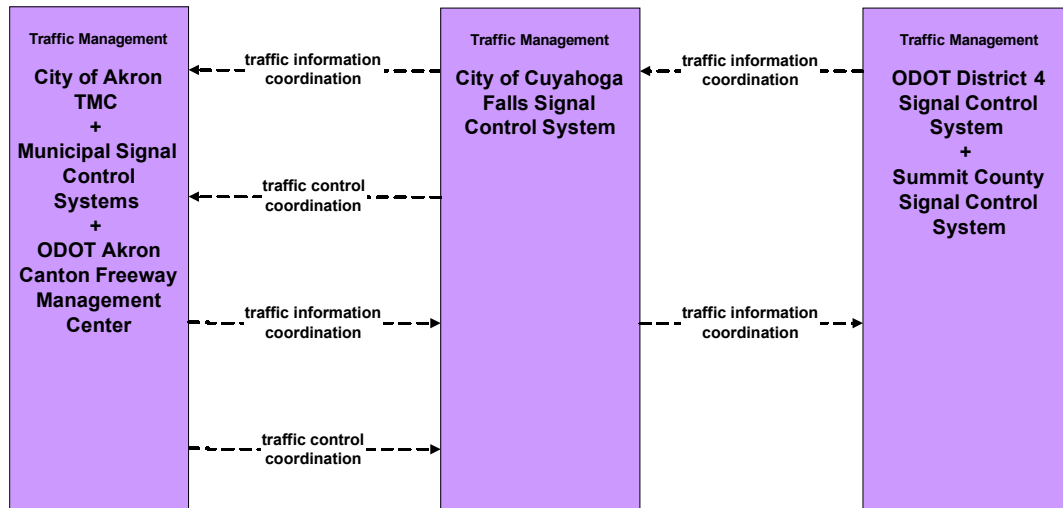 Traffic Management
City of Akron
TMC
+
Municipal Signal
Control
Systems
+
ODOT Akron
Canton Freeway
Management
Center
traffic information
coordination
traffic control
coordination
traffic information
coordination
traffic control
coordination
Traffic Management
City of Cuyahoga
Falls Signal
Control System
traffic information
coordination
traffic information
coordination
Traffic Management
ODOT District 4
Signal Control
System
+
Summit County
Signal Control
System